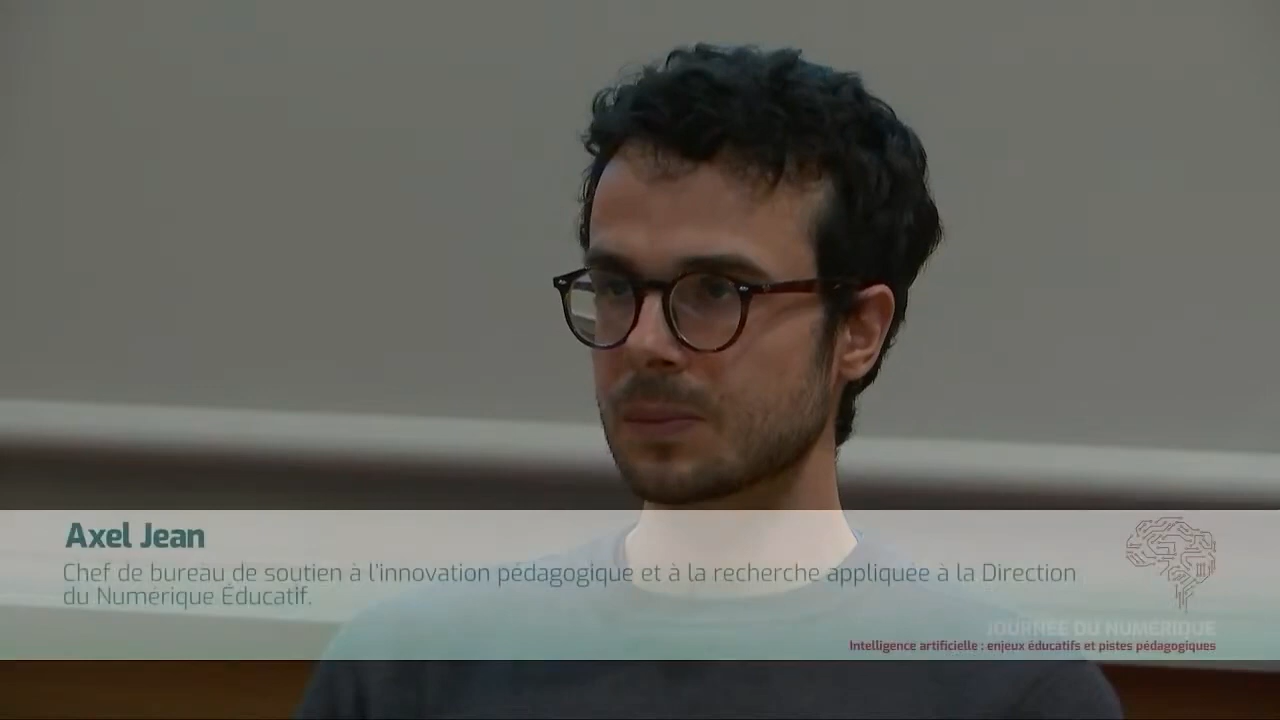 Axel Jean
Chef de bureau de soutien à l'innovation pédagogique et à la recherche appliquée à la Direction
du Numérique Éducatif.
JOURNÉE DU NUMÉRIQUE
Intelligence artificielle : enjeux éducatifs et pistes pédagogiques